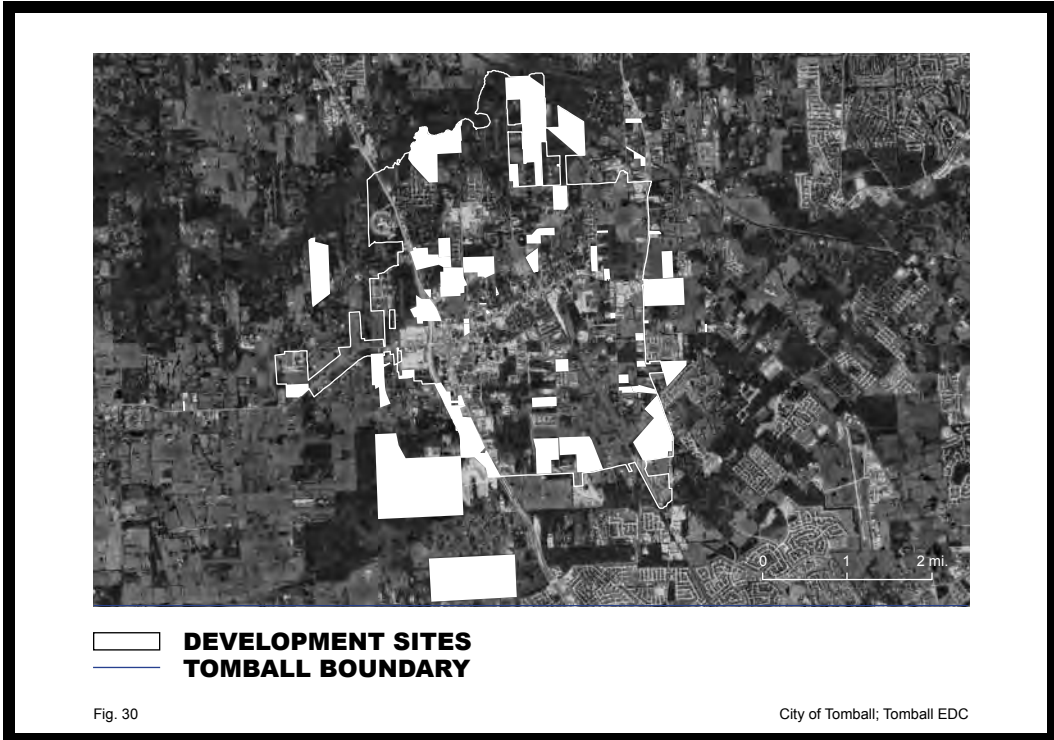 0 1 2 mi.
DEVELOPMENT SITES
TOMBALL BOUNDARY
Fig. 30
City of Tomball; Tomball EDC